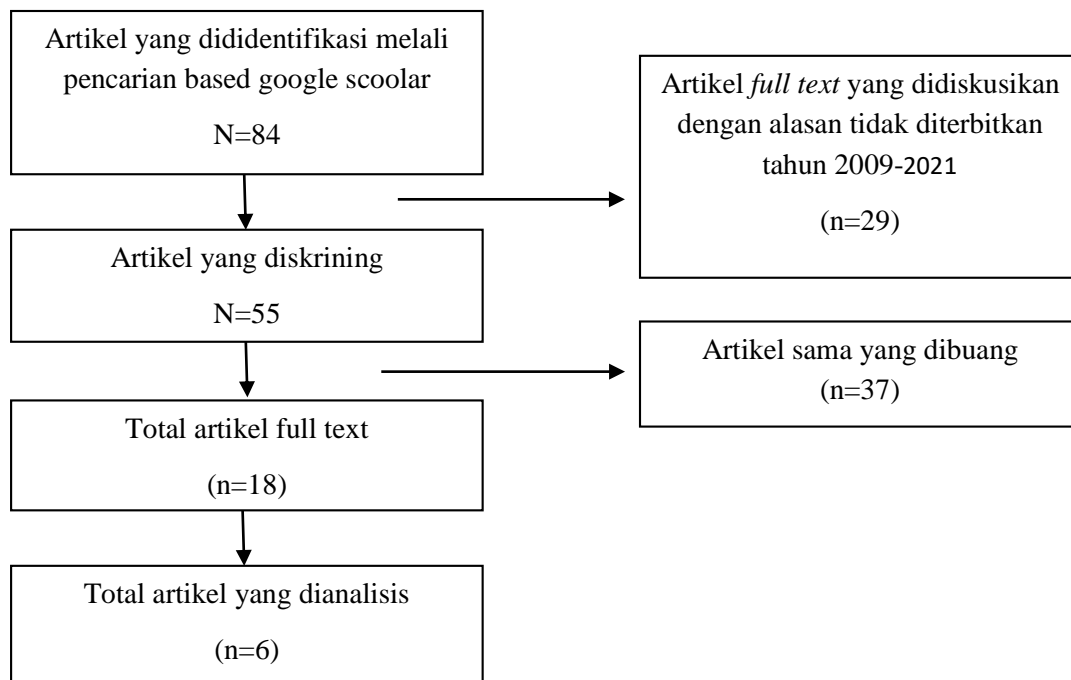 Artikel yang dididentifikasi melali
pencarian based google scoolar
N=84
Artikel full text yang didiskusikan
dengan alasan tidak diterbitkan
tahun 2009-2021
(n=29)
Artikel yang diskrining
N=55
Artikel sama yang dibuang
(n=37)
Total artikel full text
(n=18)
Total artikel yang dianalisis
(n=6)